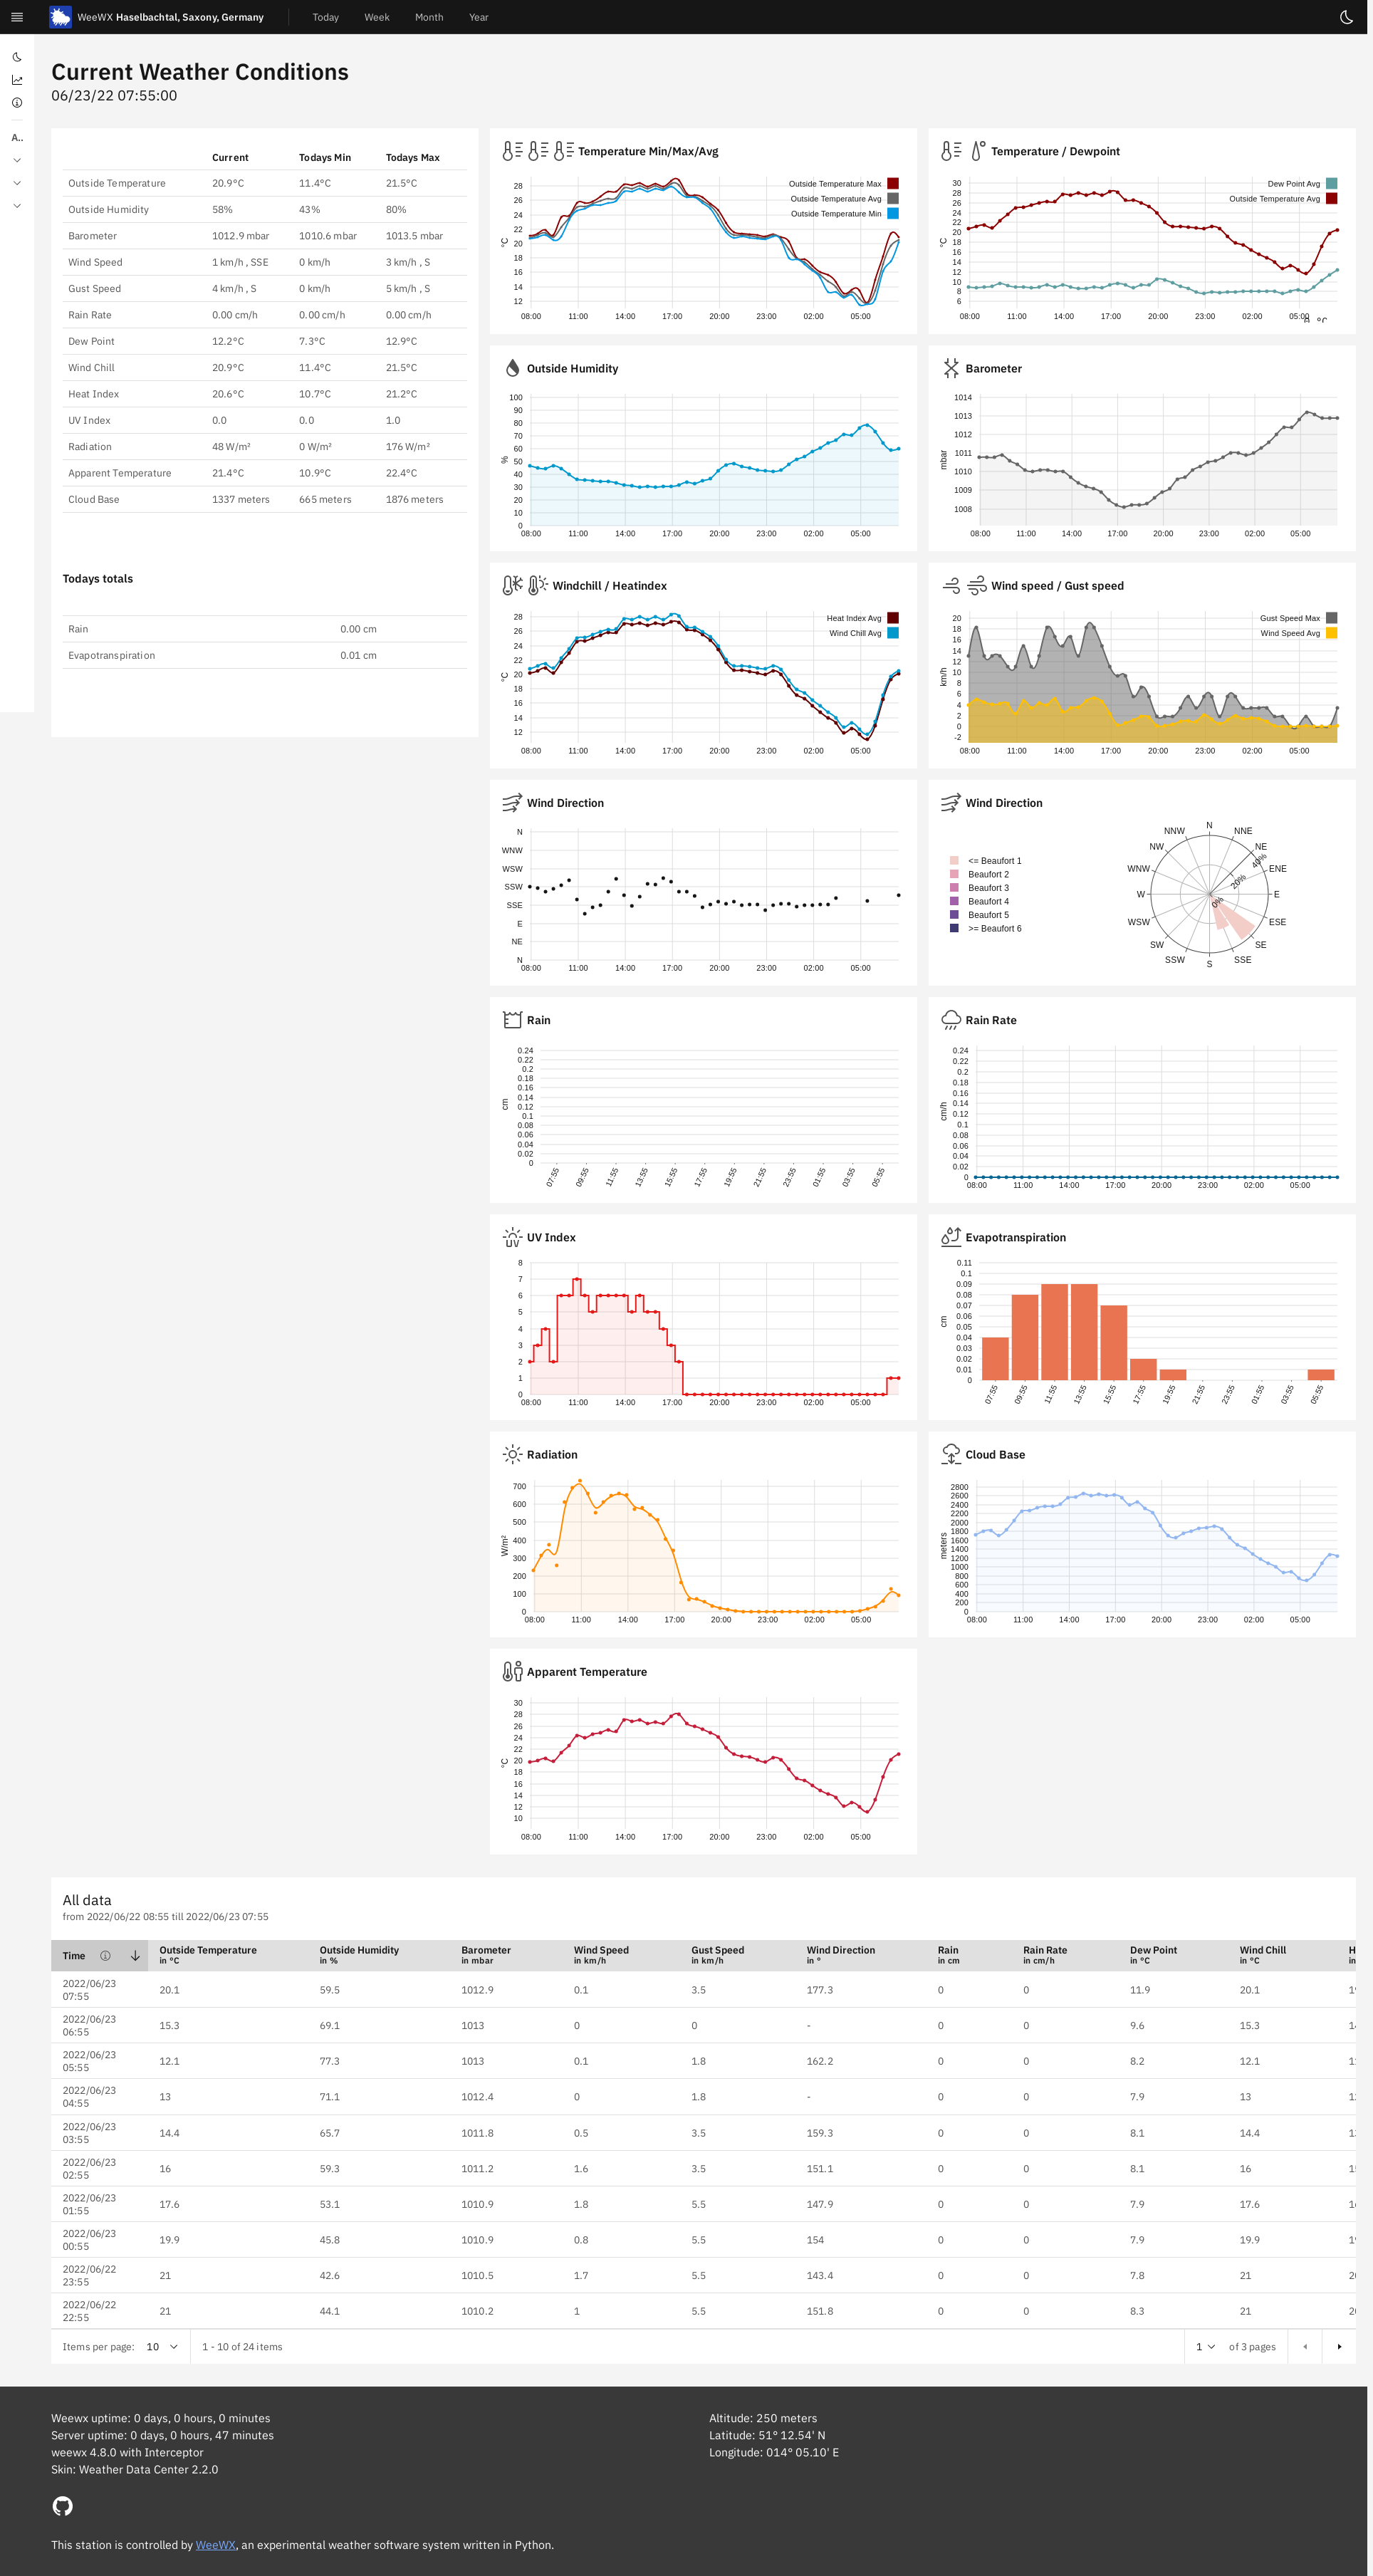 WeeWX Haselbachtal, Saxony, Germany Today Week Month Year
Current Weather Conditions
06/23/22 07:55:00
A..
Current Todays Min Todays Max
Outside Temperature 20.9°C 11.4°C 21.5°C
Outside Humidity 58% 43% 80%
Barometer 1012.9 mbar 1010.6 mbar 1013.5 mbar
Wind Speed 1 km/h , SSE 0 km/h 3 km/h , S
Gust Speed 4 km/h , S 0 km/h 5 km/h , S
Rain Rate 0.00 cm/h 0.00 cm/h 0.00 cm/h
Dew Point 12.2°C 7.3°C 12.9°C
Wind Chill 20.9°C 11.4°C 21.5°C
Heat Index 20.6°C 10.7°C 21.2°C
UV Index 0.0 0.0 1.0
Radiation 48 W/m² 0 W/m² 176 W/m²
Apparent Temperature 21.4°C 10.9°C 22.4°C
Cloud Base 1337 meters 665 meters 1876 meters
Todays totals
Rain 0.00 cm
Evapotranspiration 0.01 cm
Temperature Min/Max/Avg
Outside Temperature Max
Outside Temperature Avg
Outside Temperature Min
°C
28
26
24
22
20
18
16
14
12
08:00 11:00 14:00 17:00 20:00 23:00 02:00 05:00
Temperature / Dewpoint
Dew Point Avg
Outside Temperature Avg
°C
30
28
26
24
22
20
18
16
14
12
10
8
6
08:00 11:00 14:00 17:00 20:00 23:00 02:00 05:00
Outside Humidity
%
100
90
80
70
60
50
40
30
20
10
0
08:00 11:00 14:00 17:00 20:00 23:00 02:00 05:00
Barometer
mbar
1014
1013
1012
1011
1010
1009
1008
08:00 11:00 14:00 17:00 20:00 23:00 02:00 05:00
Windchill / Heatindex
Heat Index Avg
Wind Chill Avg
°C
28
26
24
22
20
18
16
14
12
08:00 11:00 14:00 17:00 20:00 23:00 02:00 05:00
Wind speed / Gust speed
Gust Speed Max
Wind Speed Avg
km/h
20
18
16
14
12
10
8
6
4
2
0
-2
08:00 11:00 14:00 17:00 20:00 23:00 02:00 05:00
Wind Direction
N
WNW
WSW
SSW
SSE
E
NE
N
08:00 11:00 14:00 17:00 20:00 23:00 02:00 05:00
Wind Direction
<= Beaufort 1
Beaufort 2
Beaufort 3
Beaufort 4
Beaufort 5
>= Beaufort 6
N
NNE
NE
ENE
E
ESE
SE
SSE
S
SSW
SW
WSW
W
WNW
NW
NNW
0%
20%
40%
Rain
cm
0.24
0.22
0.2
0.18
0.16
0.14
0.12
0.1
0.08
0.06
0.04
0.02
0
07:55 09:55 11:55 13:55 15:55 17:55 19:55 21:55 23:55 01:55 03:55 05:55
Rain Rate
cm/h
0.24
0.22
0.2
0.18
0.16
0.14
0.12
0.1
0.08
0.06
0.04
0.02
0
08:00 11:00 14:00 17:00 20:00 23:00 02:00 05:00
UV Index
8
7
6
5
4
3
2
1
0
08:00 11:00 14:00 17:00 20:00 23:00 02:00 05:00
Evapotranspiration
cm
0.11
0.1
0.09
0.08
0.07
0.06
0.05
0.04
0.03
0.02
0.01
0
07:55 09:55 11:55 13:55 15:55 17:55 19:55 21:55 23:55 01:55 03:55 05:55
Radiation
W/m²
700
600
500
400
300
200
100
0
08:00 11:00 14:00 17:00 20:00 23:00 02:00 05:00
Cloud Base
meters
2800
2600
2400
2200
2000
1800
1600
1400
1200
1000
800
600
400
200
0
08:00 11:00 14:00 17:00 20:00 23:00 02:00 05:00
Apparent Temperature
°C
30
28
26
24
22
20
18
16
14
12
10
08:00 11:00 14:00 17:00 20:00 23:00 02:00 05:00
All data
from 2022/06/22 08:55 till 2022/06/23 07:55
Time Outside Temperature Outside Humidity Barometer Wind Speed Gust Speed Wind Direction Rain Rain Rate Dew Point Wind Chill
in °C in % in mbar in km/h in km/h in ° in cm in cm/h in °C in °C
2022/06/23
07:55 20.1 59.5 1012.9 0.1 3.5 177.3 0 0 11.9 20.1
2022/06/23
06:55 15.3 69.1 1013 0 0 - 0 0 9.6 15.3
2022/06/23
05:55 12.1 77.3 1013 0.1 1.8 162.2 0 0 8.2 12.1
2022/06/23
04:55 13 71.1 1012.4 0 1.8 - 0 0 7.9 13
2022/06/23
03:55 14.4 65.7 1011.8 0.5 3.5 159.3 0 0 8.1 14.4
2022/06/23
02:55 16 59.3 1011.2 1.6 3.5 151.1 0 0 8.1 16
2022/06/23
01:55 17.6 53.1 1010.9 1.8 5.5 147.9 0 0 7.9 17.6
2022/06/23
00:55 19.9 45.8 1010.9 0.8 5.5 154 0 0 7.9 19.9
2022/06/22
23:55 21 42.6 1010.5 1.7 5.5 143.4 0 0 7.8 21
2022/06/22
22:55 21 44.1 1010.2 1 5.5 151.8 0 0 8.3 21
Items per page: 10 1 - 10 of 24 items 1 of 3 pages
Weewx uptime: 0 days, 0 hours, 0 minutes
Server uptime: 0 days, 0 hours, 47 minutes
weewx 4.8.0 with Interceptor
Skin: Weather Data Center 2.2.0
Altitude: 250 meters
Latitude: 51° 12.54' N
Longitude: 014° 05.10' E
This station is controlled by WeeWX, an experimental weather software system written in Python.